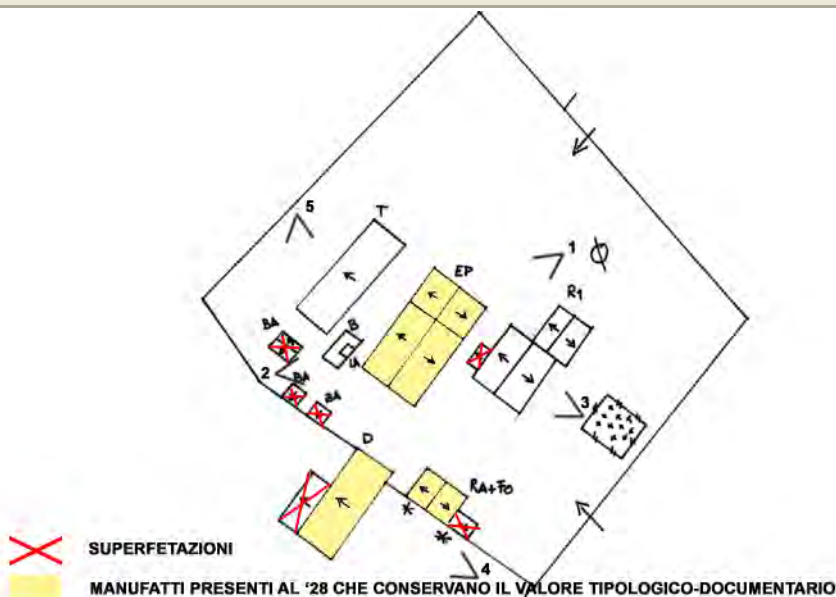 5
T
1
EP
R1
BA
B
UA
2
BA
BA
3
D
RA+FO
4
SUPERFETAZIONI
MANUFATTI PRESENTI AL '28 CHE CONSERVANO IL VALORE TIPOLOGICO-DOCUMENTARIO